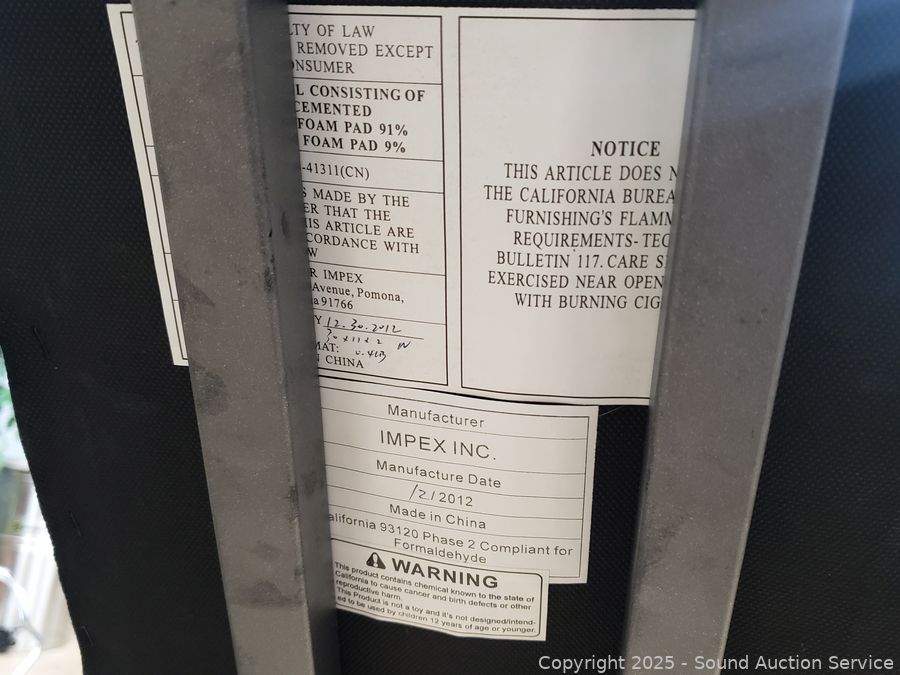 LTY OF LAW
REMOVED EXCEPT
ONSUMER
L CONSISTING OF
CEMENTED
FOAM PAD 91%
FOAM PAD 9%
-41311(CN)
S MADE BY THE
ER THAT THE
IS ARTICLE ARE
CORDANCE WITH
W
R IMPEX
Avenue, Pomona,
a 91766
Y 12.30.2012
30x11x2 IN
MAT:
N CHINA
NOTICE
THIS ARTICLE DOES N
THE CALIFORNIA BUREA
FURNISHING'S FLAMM
REQUIREMENTS- TEC
BULLETIN 117. CARE S
EXERCISED NEAR OPEN
WITH BURNING CIG
Manufacturer
IMPEX INC.
Manufacture Date
12/2012
Made in China
alifornia 93120 Phase 2 Compliant for
Formaldehyde
WARNING
This product contains chemical known to the state of
California to cause cancer and birth defects or other
reproductive harm.
This Product is not a toy and it's not designed/intend-
ed to be used by children 12 years of age or younger.
Copyright © 2025 - Sound Auction Service